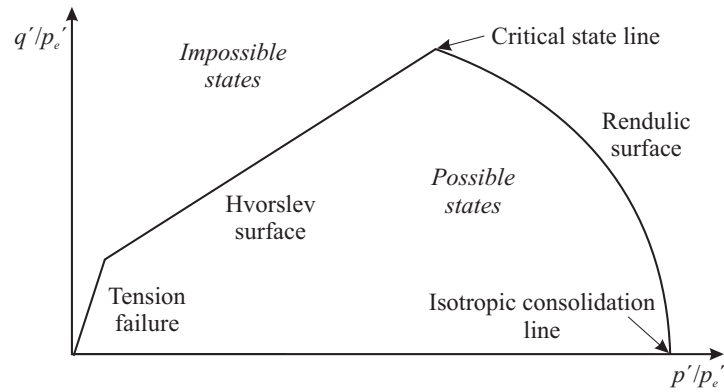 q´/pₑ´
Impossible
states
Critical state line
Rendulic
surface
Possible
states
Hvorslev
surface
Tension
failure
Isotropic consolidation
line
p´/pₑ´